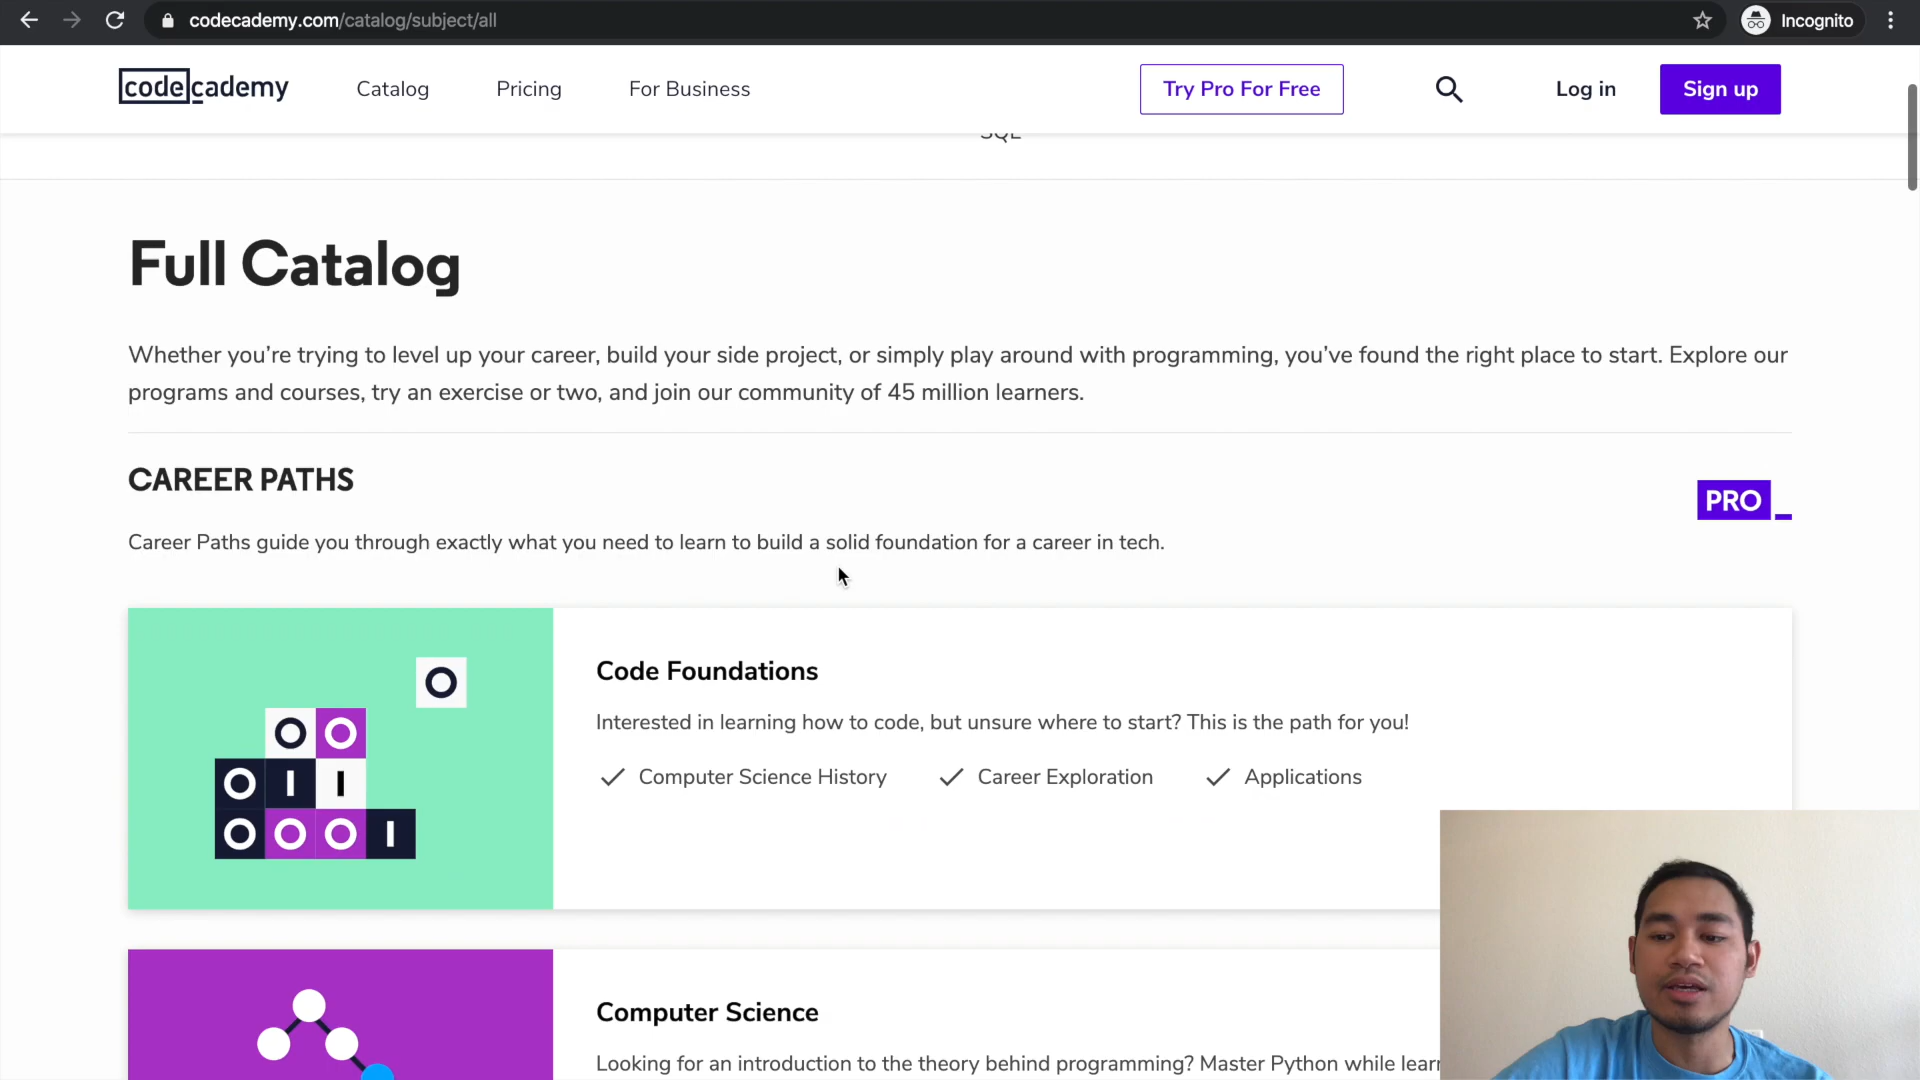 codecademy.com/catalog/subject/all
Incognito
codecademy
Catalog
Pricing
For Business
Try Pro For Free
Log in
Sign up
SQL
Full Catalog
Whether you’re trying to level up your career, build your side project, or simply play around with programming, you’ve found the right place to start. Explore our
programs and courses, try an exercise or two, and join our community of 45 million learners.
CAREER PATHS
PRO
Career Paths guide you through exactly what you need to learn to build a solid foundation for a career in tech.
Code Foundations
Interested in learning how to code, but unsure where to start? This is the path for you!
Computer Science History
Career Exploration
Applications
O
O O
O I I
O O O I
Computer Science
Looking for an introduction to the theory behind programming? Master Python while lear